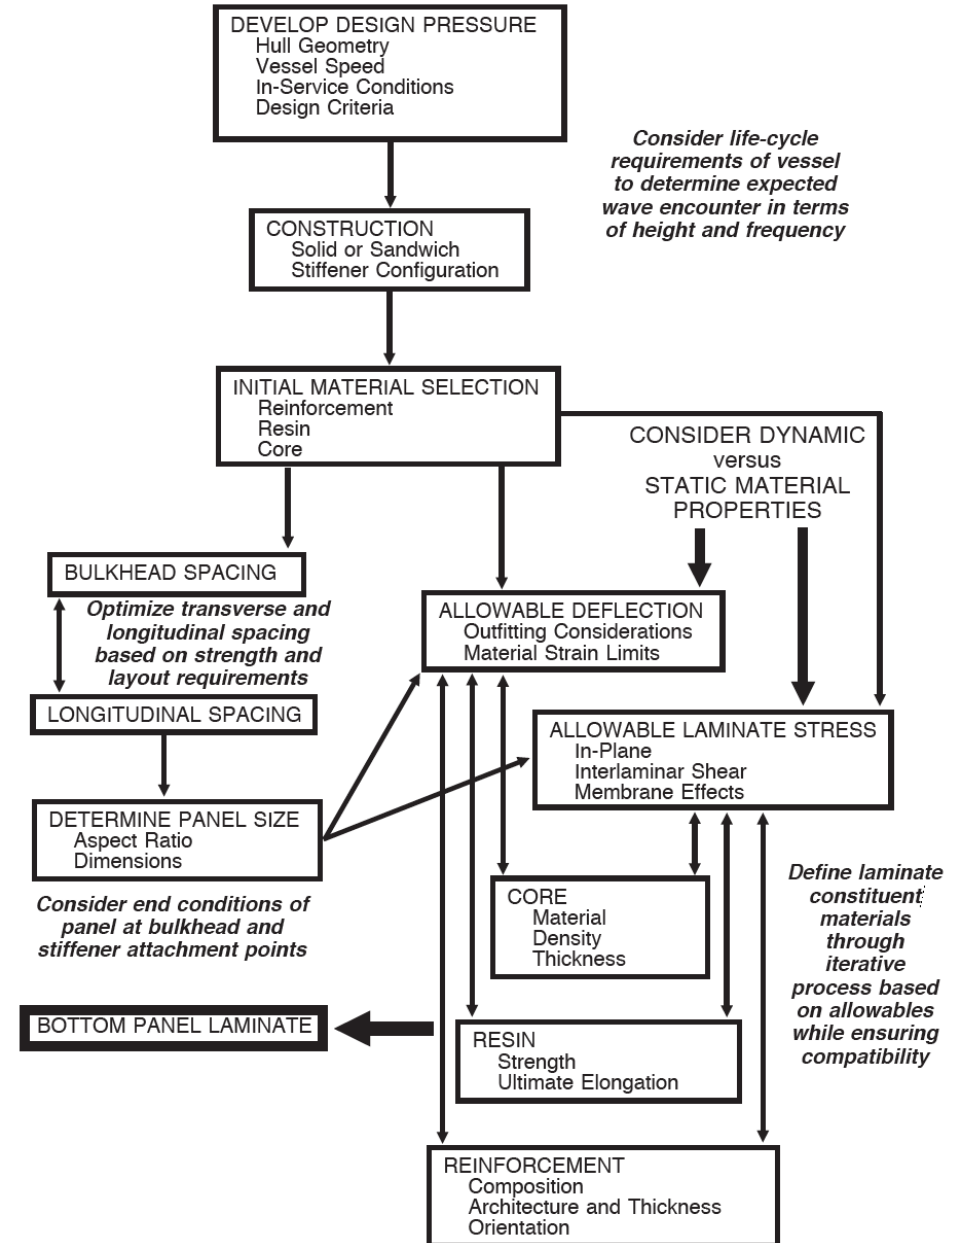 DEVELOP DESIGN PRESSURE
Hull Geometry
Vessel Speed
In-Service Conditions
Design Criteria
Consider life-cycle
requirements of vessel
to determine expected
wave encounter in terms
of height and frequency
CONSTRUCTION
Solid or Sandwich
Stiffener Configuration
INITIAL MATERIAL SELECTION
Reinforcement
Resin
Core
CONSIDER DYNAMIC
versus
STATIC MATERIAL
PROPERTIES
BULKHEAD SPACING
Optimize transverse and
longitudinal spacing
based on strength and
layout requirements
LONGITUDINAL SPACING
ALLOWABLE DEFLECTION
Outfitting Considerations
Material Strain Limits
ALLOWABLE LAMINATE STRESS
In-Plane
Interlaminar Shear
Membrane Effects
DETERMINE PANEL SIZE
Aspect Ratio
Dimensions
Consider end conditions of
panel at bulkhead and
stiffener attachment points
CORE
Material
Density
Thickness
Define laminate
constituent
materials
through
iterative
process based
on allowables
while ensuring
compatibility
BOTTOM PANEL LAMINATE
RESIN
Strength
Ultimate Elongation
REINFORCEMENT
Composition
Architecture and Thickness
Orientation